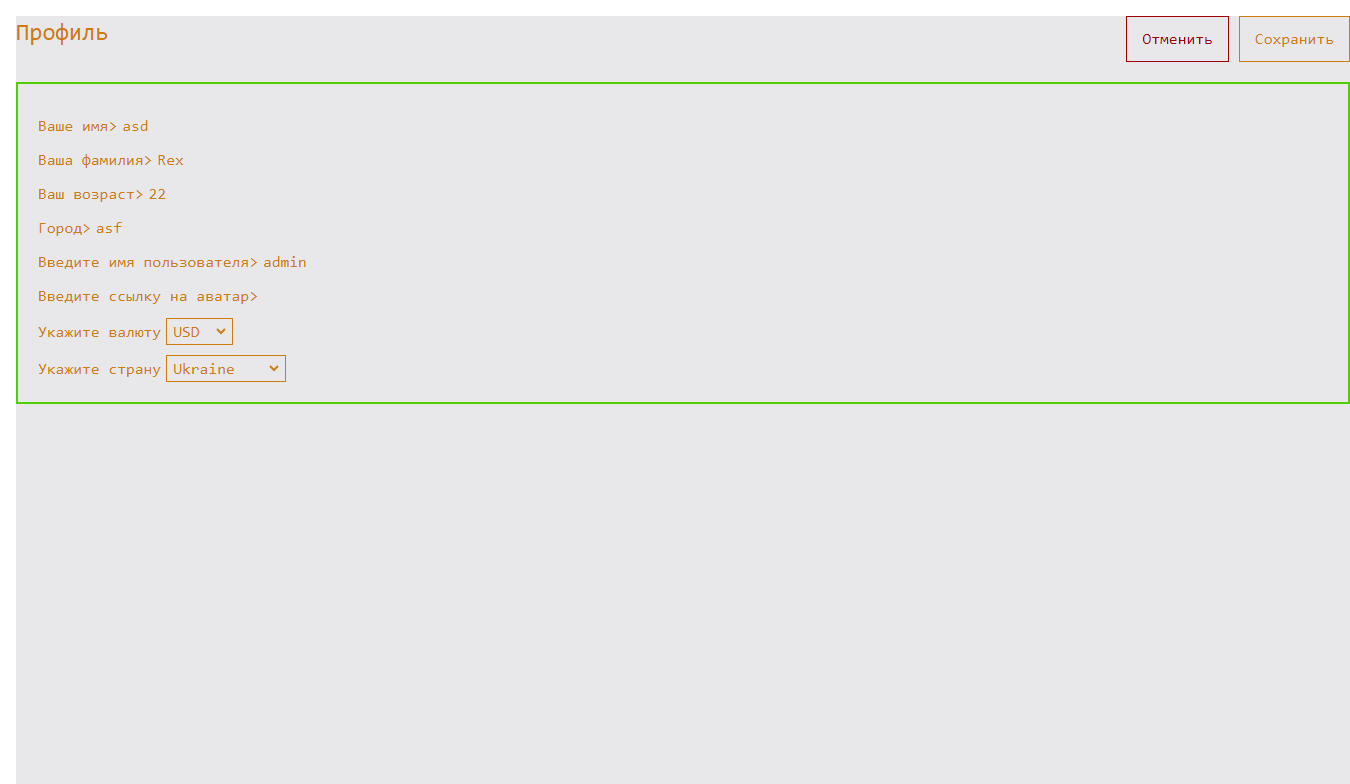 Профиль
Отменить
Сохранить
Ваше имя> asd
Ваша фамилия> Rex
Ваш возраст> 22
Город> asf
Введите имя пользователя> admin
Введите ссылку на аватар>
Укажите валюту USD
Укажите страну Ukraine